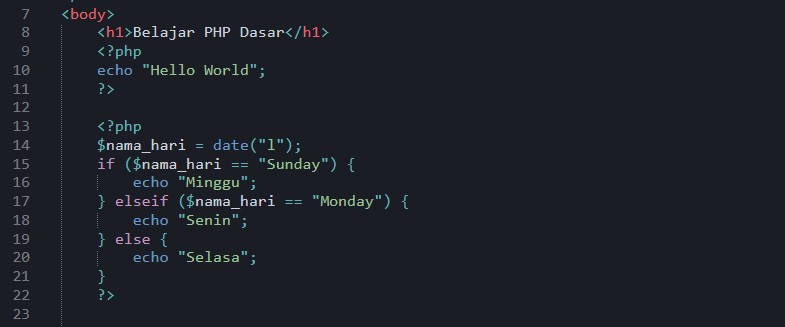 7 <body>
8 <h1>Belajar PHP Dasar</h1>
9 <?php
10 echo "Hello World";
11 ?>
12
13 <?php
14 $nama_hari = date("l");
15 if ($nama_hari == "Sunday") {
16 echo "Minggu";
17 } elseif ($nama_hari == "Monday") {
18 echo "Senin";
19 } else {
20 echo "Selasa";
21 }
22 ?>
23